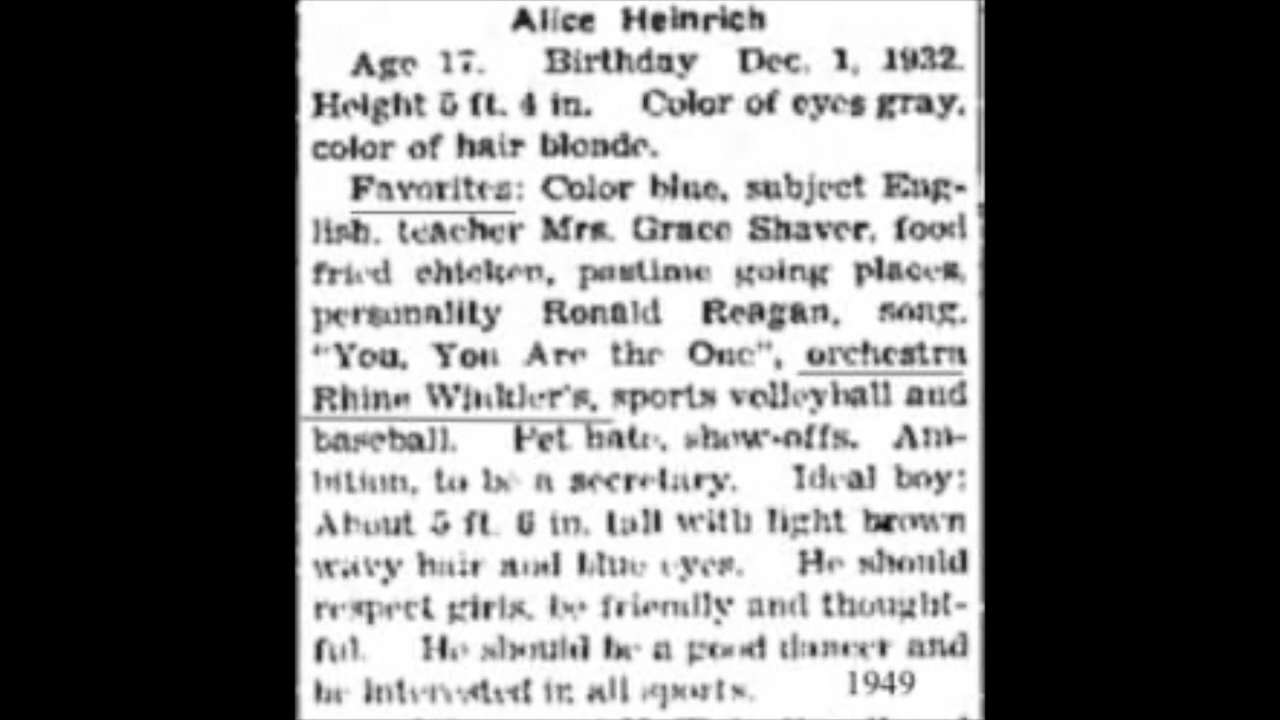 Alice Heinrich
Age 17. Birthday Dec. 1, 1932.
Height 5 ft. 4 in. Color of eyes gray,
color of hair blonde.
Favorites: Color blue, subject Eng-
lish, teacher Mrs. Grace Shaver, food
fried chicken, pastime going places,
personality Ronald Reagan, song,
"You, You Are the One", orchestra
Rhine Winkler's, sports volleyball and
baseball. Pet hate, show-offs. Am-
bition, to be a secretary. Ideal boy:
About 5 ft. 6 in. tall with light brown
wavy hair and blue eyes. He should
respect girls, be friendly and thought-
ful. He should be a good dancer and
be interested in all sports. 1949